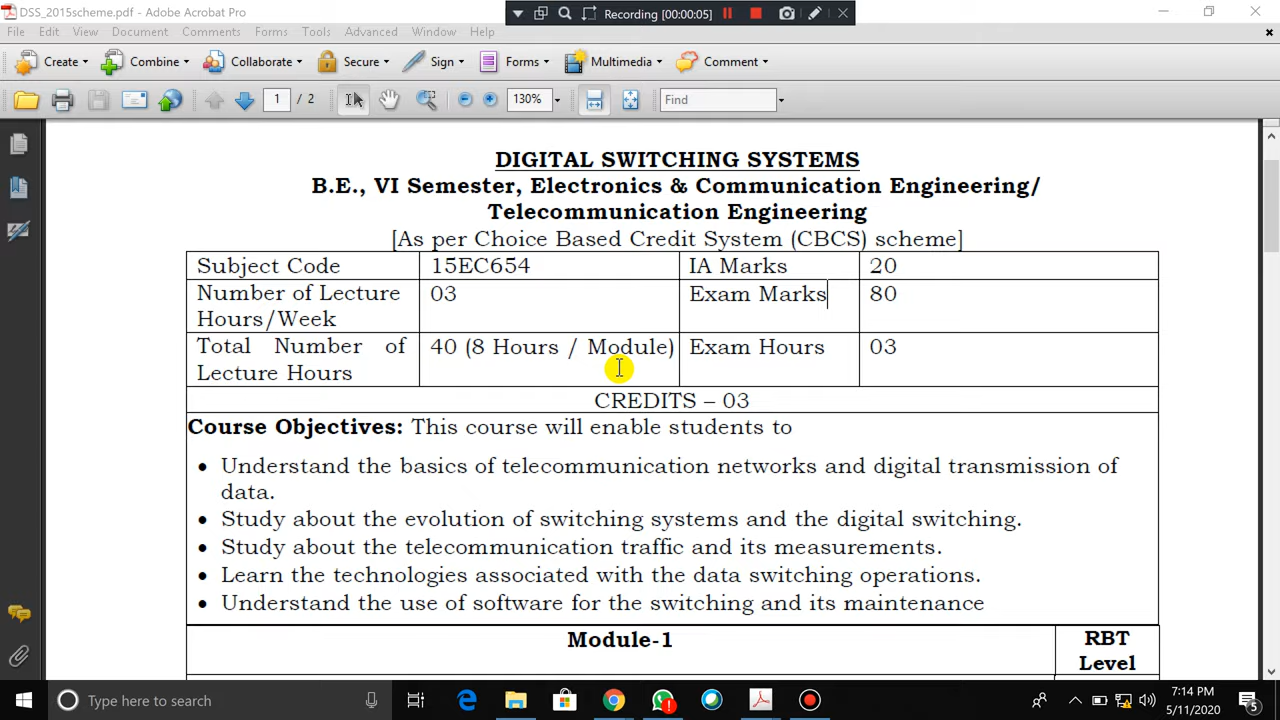 DSS_2015scheme.pdf - Adobe Acrobat Pro
Recording [00:00:05]
File Edit View Document Comments Forms Tools Advanced Window Help
Create Combine Collaborate Secure Sign Forms Multimedia Comment
1 / 2 130% Find
DIGITAL SWITCHING SYSTEMS
B.E., VI Semester, Electronics & Communication Engineering/
Telecommunication Engineering
[As per Choice Based Credit System (CBCS) scheme]
Subject Code 15EC654 IA Marks 20
Number of Lecture 03 Exam Marks 80
Hours/Week
Total Number of 40 (8 Hours / Module) Exam Hours 03
Lecture Hours
CREDITS – 03
Course Objectives: This course will enable students to
• Understand the basics of telecommunication networks and digital transmission of
data.
• Study about the evolution of switching systems and the digital switching.
• Study about the telecommunication traffic and its measurements.
• Learn the technologies associated with the data switching operations.
• Understand the use of software for the switching and its maintenance
Module-1 RBT
Level
Type here to search
7:14 PM
5/11/2020
5